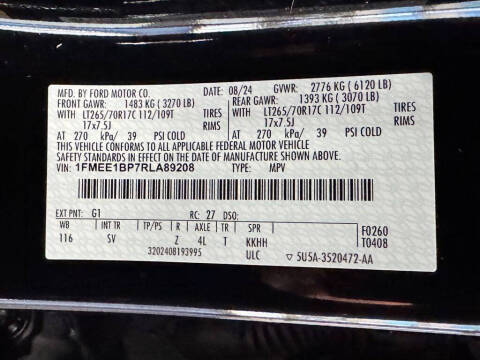 MFD. BY FORD MOTOR CO. DATE: 08/24 GVWR: 2776 KG (6120 LB)
FRONT GAWR: 1483 KG (3270 LB) REAR GAWR: 1393 KG (3070 LB)
WITH LT265/70R17C 112/109T TIRES WITH LT265/70R17C 112/109T TIRES
17x7.5J RIMS 17x7.5J RIMS
AT 270 kPa/ 39 PSI COLD AT 270 kPa/ 39 PSI COLD
THIS VEHICLE CONFORMS TO ALL APPLICABLE FEDERAL MOTOR VEHICLE
SAFETY STANDARDS IN EFFECT ON THE DATE OF MANUFACTURE SHOWN ABOVE.
VIN: 1FMEE1BP7RLA89208 TYPE: MPV
EXT PNT: G1 RC: 27 DSO:
WB INT TR TP/PS R AXLE TR SPR F0260
116 SV Z 4L T KKHH T0408
3202408193995 ULC ▽ 5U5A-3520472-AA